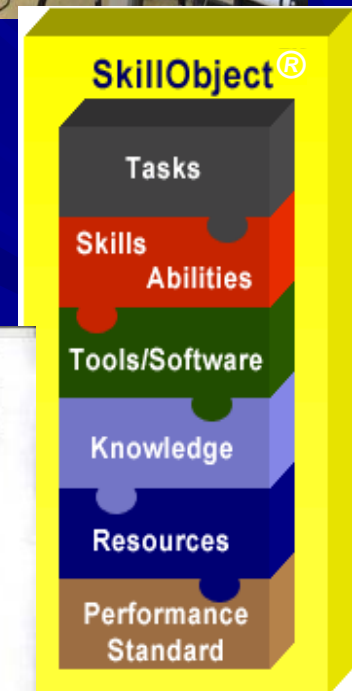 SkillObject®
Tasks
Skills
Abilities
Tools/Software
Knowledge
Resources
Performance
Standard